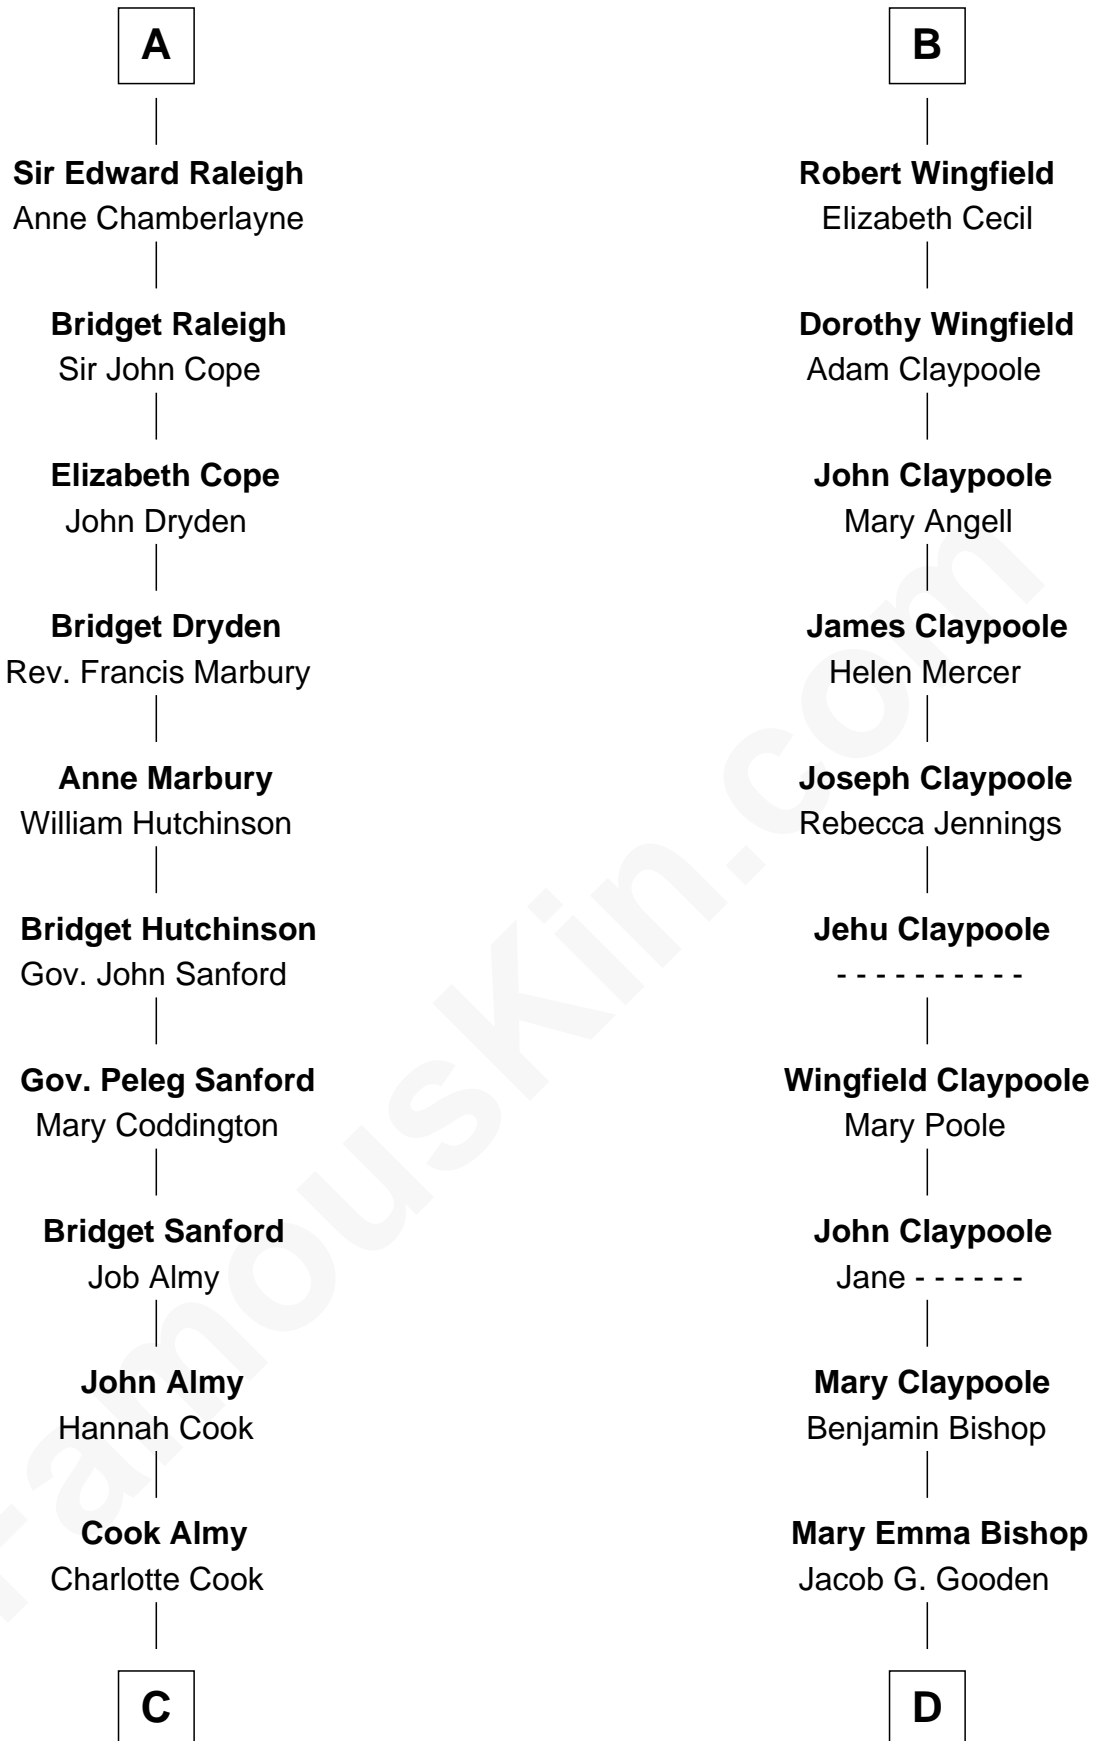 A
Sir Edward Raleigh
Anne Chamberlayne
Bridget Raleigh
Sir John Cope
Elizabeth Cope
John Dryden
Bridget Dryden
Rev. Francis Marbury
Anne Marbury
William Hutchinson
Bridget Hutchinson
Gov. John Sanford
Gov. Peleg Sanford
Mary Coddington
Bridget Sanford
Job Almy
John Almy
Hannah Cook
Cook Almy
Charlotte Cook
C
B
Robert Wingfield
Elizabeth Cecil
Dorothy Wingfield
Adam Claypoole
John Claypoole
Mary Angell
James Claypoole
Helen Mercer
Joseph Claypoole
Rebecca Jennings
Jehu Claypoole
- - - - - - - - - -
Wingfield Claypoole
Mary Poole
John Claypoole
Jane - - - - - -
Mary Claypoole
Benjamin Bishop
Mary Emma Bishop
Jacob G. Gooden
D
FamousKin.com